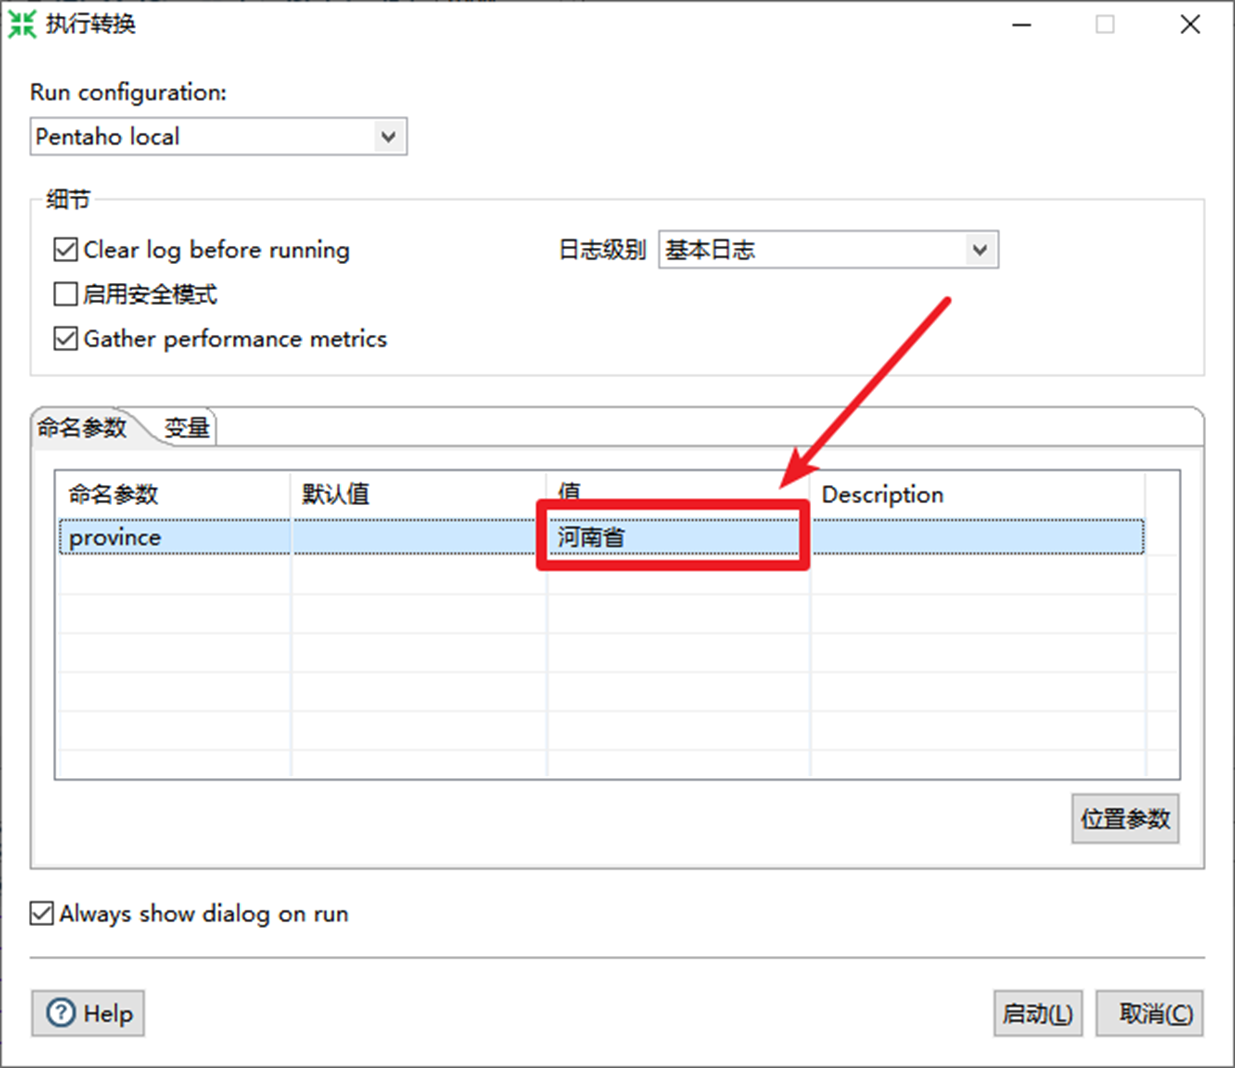 执行转换
Run configuration:
Pentaho local
细节
Clear log before running
日志级别 基本日志
启用安全模式
Gather performance metrics
命名参数 变量
命名参数 默认值 值 Description
province 河南省
位置参数
Always show dialog on run
Help 启动(L) 取消(C)